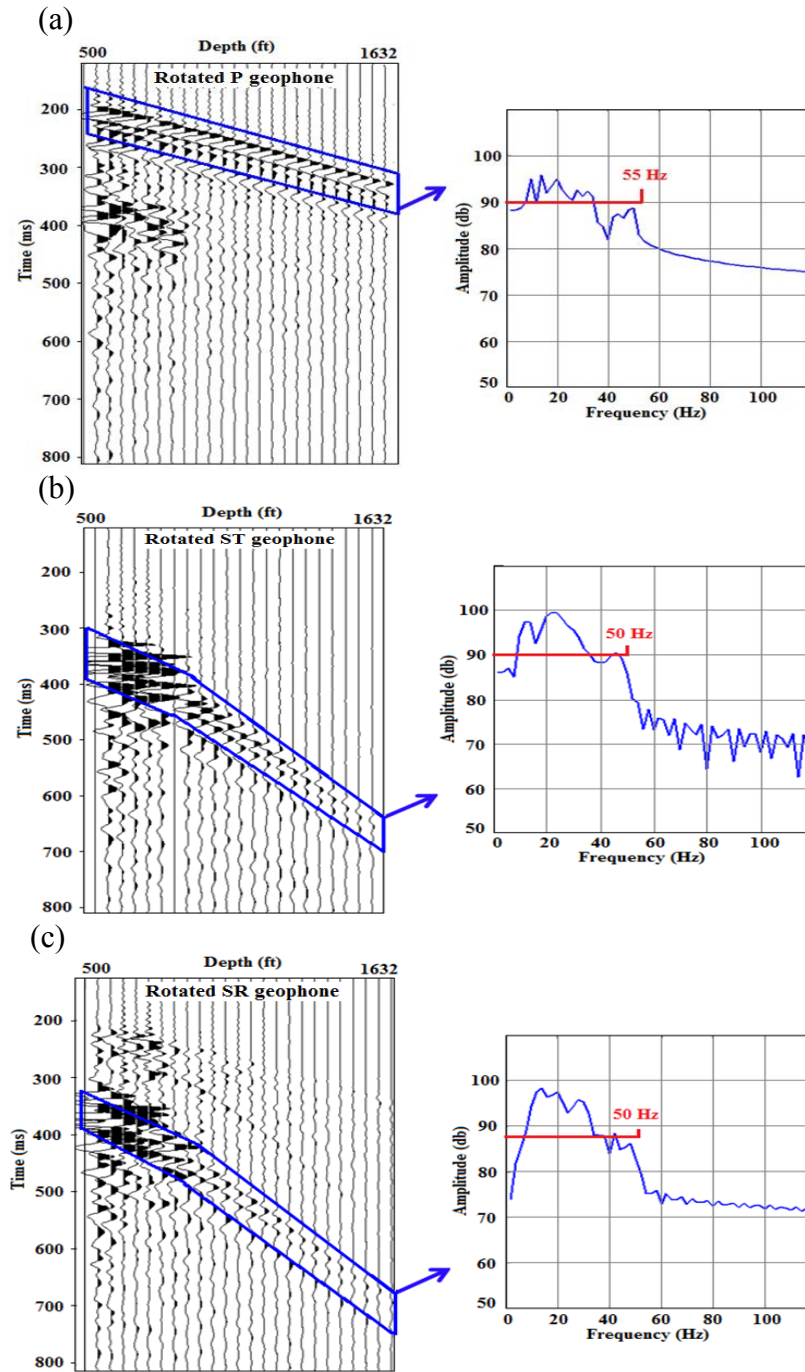 (a)
Depth (ft)
500 1632
Rotated P geophone
200
300
400
500
600
700
800
Time (ms)
55 Hz
100
90
80
70
60
50
Amplitude (db)
0 20 40 60 80 100
Frequency (Hz)
(b)
500 Depth (ft) 1632
Rotated ST geophone
200
300
400
500
600
700
800
Time (ms)
50 Hz
100
90
80
70
60
50
Amplitude (db)
0 20 40 60 80 100
Frequency (Hz)
(c)
Depth (ft)
500 1632
Rotated SR geophone
200
300
400
500
600
700
800
Time (ms)
50 Hz
100
90
80
70
60
50
Amplitude (db)
0 20 40 60 80 100
Frequency (Hz)